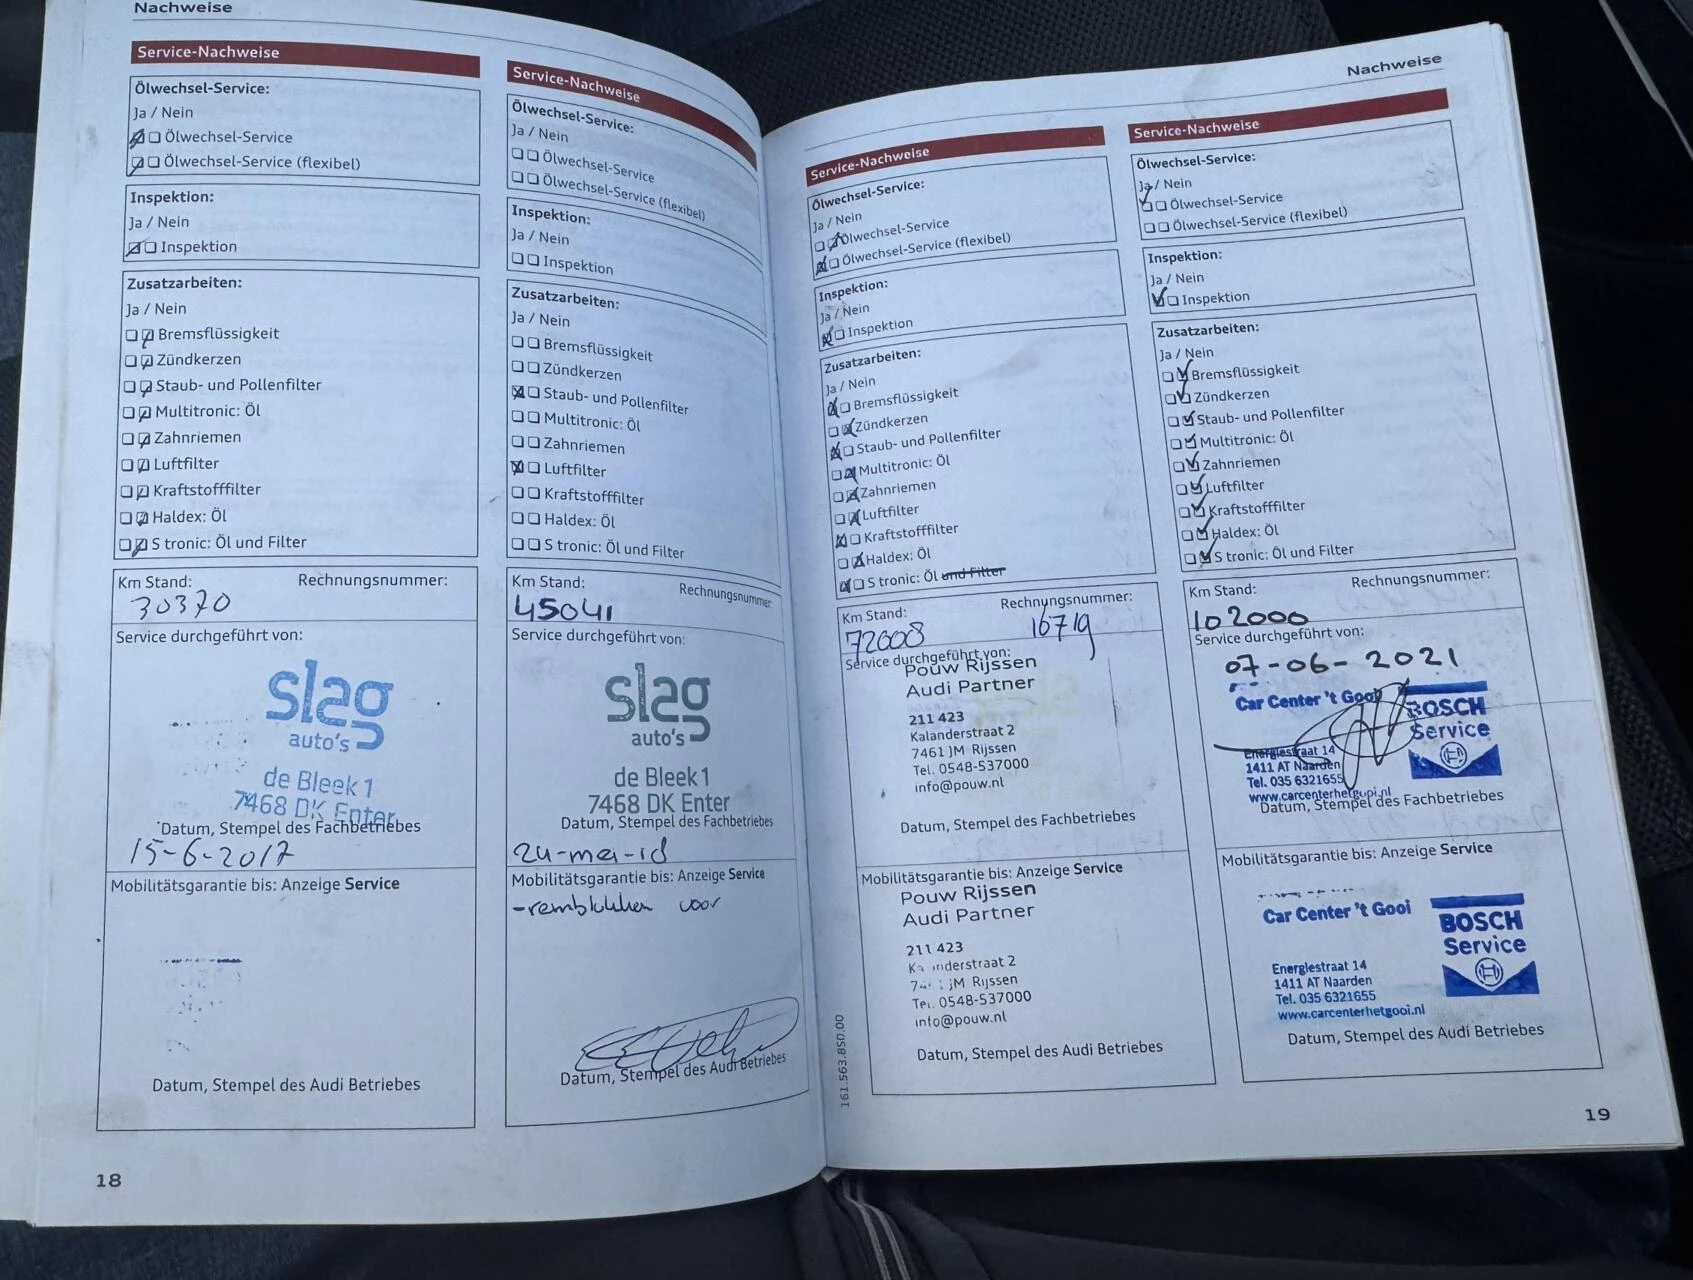 Nachweise
Service-Nachweise
Ölwechsel-Service:
Ja / Nein
Ölwechsel-Service
Ölwechsel-Service (flexibel)
Inspektion:
Ja / Nein
Inspektion
Zusatzarbeiten:
Ja / Nein
Bremsflüssigkeit
Zündkerzen
Staub- und Pollenfilter
Multitronic: Öl
Zahnriemen
Luftfilter
Kraftstofffilter
Haldex: Öl
S tronic: Öl und Filter
Km Stand: Rechnungsnummer:
30370
Service durchgeführt von:
slag
auto's
de Bleek 1
7468 DK Enter
Datum, Stempel des Fachbetriebes
15-6-2017
Mobilitätsgarantie bis: Anzeige Service
Datum, Stempel des Audi Betriebes
18
Service-Nachweise
Ölwechsel-Service:
Ja / Nein
Ölwechsel-Service
Ölwechsel-Service (flexibel)
Inspektion:
Ja / Nein
Inspektion
Zusatzarbeiten:
Ja / Nein
Bremsflüssigkeit
Zündkerzen
Staub- und Pollenfilter
Multitronic: Öl
Zahnriemen
Luftfilter
Kraftstofffilter
Haldex: Öl
S tronic: Öl und Filter
Km Stand: Rechnungsnummer:
45041
Service durchgeführt von:
slag
auto's
de Bleek 1
7468 DK Enter
Datum, Stempel des Fachbetriebes
24-mei-18
Mobilitätsgarantie bis: Anzeige Service
-remblokken voor
Datum, Stempel des Audi Betriebes
Nachweise
Service-Nachweise
Ölwechsel-Service:
Ja / Nein
Ölwechsel-Service
Ölwechsel-Service (flexibel)
Inspektion:
Ja / Nein
Inspektion
Zusatzarbeiten:
Ja / Nein
Bremsflüssigkeit
Zündkerzen
Staub- und Pollenfilter
Multitronic: Öl
Zahnriemen
Luftfilter
Kraftstofffilter
Haldex: Öl
S tronic: Öl und Filter
Km Stand: Rechnungsnummer:
72008 16719
Service durchgeführt von:
Pouw Rijssen
Audi Partner
211 423
Kalanderstraat 2
7461 JM Rijssen
Tel. 0548-537000
info@pouw.nl
Datum, Stempel des Fachbetriebes
Mobilitätsgarantie bis: Anzeige Service
Pouw Rijssen
Audi Partner
211 423
JM Rijssen
0548-537000
info@pouw.nl
Datum, Stempel des Audi Betriebes
161.563.850.00
Service-Nachweise
Ölwechsel-Service:
Ja / Nein
Ölwechsel-Service
Ölwechsel-Service (flexibel)
Inspektion:
Ja / Nein
Inspektion
Zusatzarbeiten:
Ja / Nein
Bremsflüssigkeit
Zündkerzen
Staub- und Pollenfilter
Multitronic: Öl
Zahnriemen
Luftfilter
Kraftstofffilter
Haldex: Öl
S tronic: Öl und Filter
Km Stand: Rechnungsnummer:
102000
Service durchgeführt von:
07-06-2021
Car Center 't Gooi BOSCH
Service
Energiestraat 14
1411 AT Naarden
Tel. 035 6321655
www.carcenterhetgooi.nl
Datum, Stempel des Fachbetriebes
Mobilitätsgarantie bis: Anzeige Service
Car Center 't Gooi BOSCH
Service
Energiestraat 14
1411 AT Naarden
Tel. 035 6321655
www.carcenterhetgooi.nl
Datum, Stempel des Audi Betriebes
19